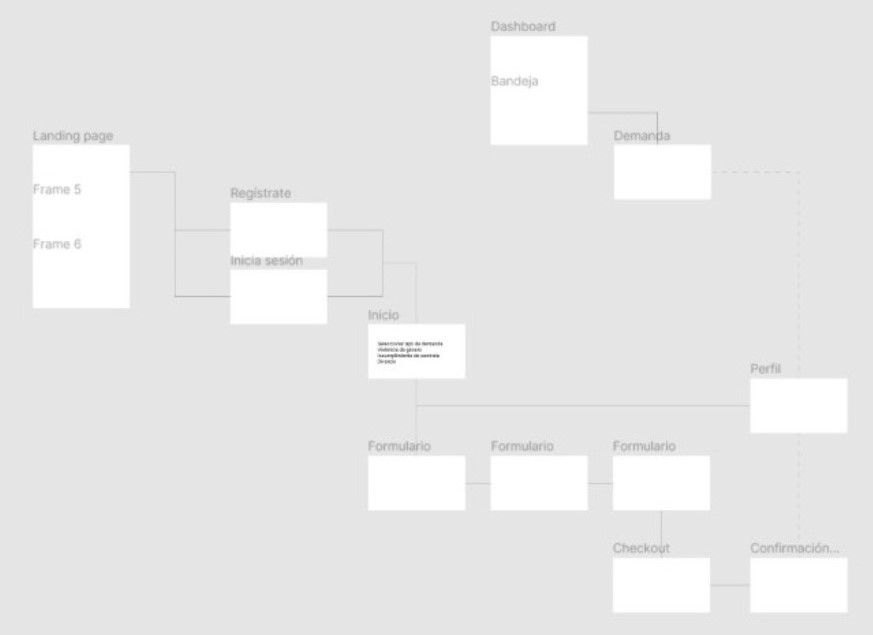 Dashboard
Bandeja
Landing page
Demanda
Frame 5
Regístrate
Frame 6
Inicia sesión
Inicio
Seleccionar tipo de demanda
Violencia de género
Incumplimiento de contrato
Divorcio
Perfil
Formulario
Formulario
Formulario
Checkout
Confirmación...